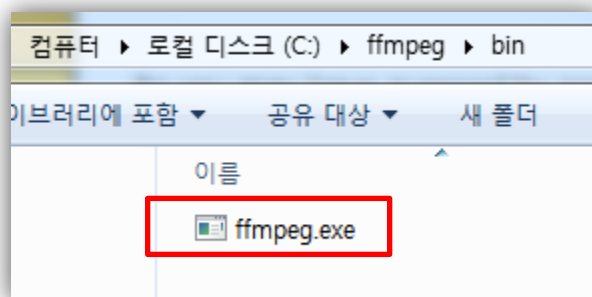 컴퓨터 ▸ 로컬 디스크 (C:) ▸ ffmpeg ▸ bin
이브러리에 포함 ▼ 공유 대상 ▼ 새 폴더
이름
ffmpeg.exe